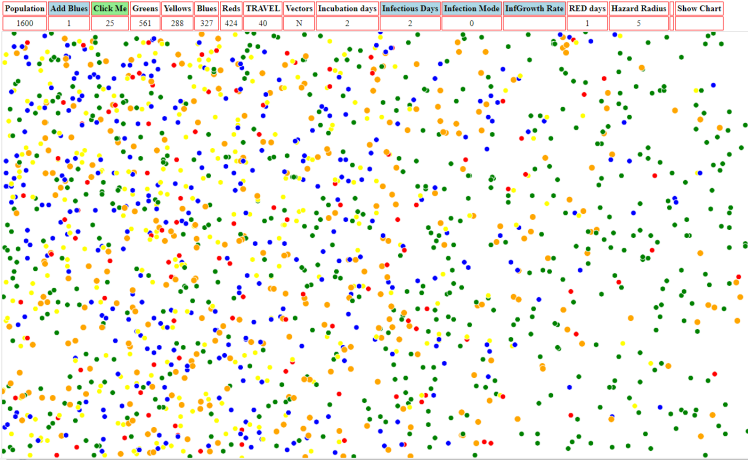 Population Add Blues Click Me Greens Yellows Blues Reds TRAVEL Vectors Incubation days Infectious Days Infection Mode InfGrowth Rate RED days Hazard Radius Show Chart
1600 1 25 561 288 327 424 40 N 2 2 0 1 5